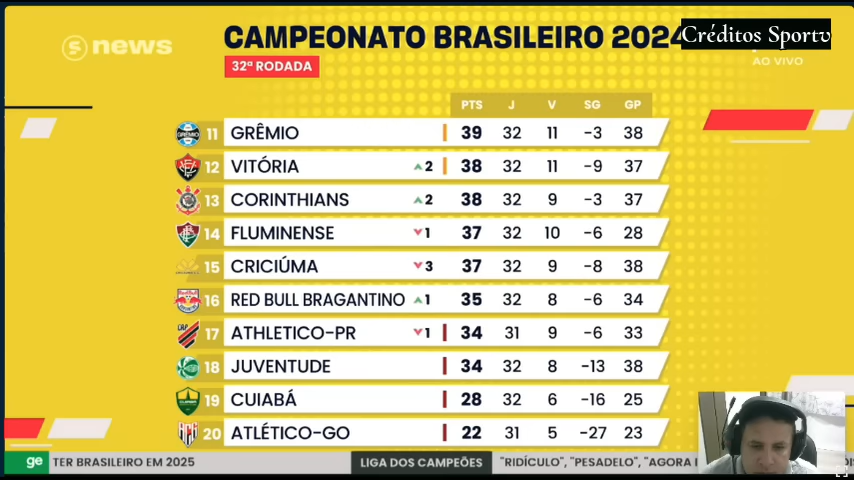 s news
CAMPEONATO BRASILEIRO 2024
Créditos Sportv
32ª RODADA
AO VIVO
PTS J V SG GP
GRÊMIO 11 GRÊMIO 39 32 11 -3 38
12 VITÓRIA 2 38 32 11 -9 37
13 CORINTHIANS 2 38 32 9 -3 37
14 FLUMINENSE 1 37 32 10 -6 28
15 CRICIÚMA 3 37 32 9 -8 38
16 RED BULL BRAGANTINO 1 35 32 8 -6 34
17 ATHLETICO-PR 1 34 31 9 -6 33
18 JUVENTUDE 34 32 8 -13 38
19 CUIABÁ 28 32 6 -16 25
20 ATLÉTICO-GO 22 31 5 -27 23
ge TER BRASILEIRO EM 2025 LIGA DOS CAMPEÕES "RIDÍCULO", "PESADELO", "AGORA